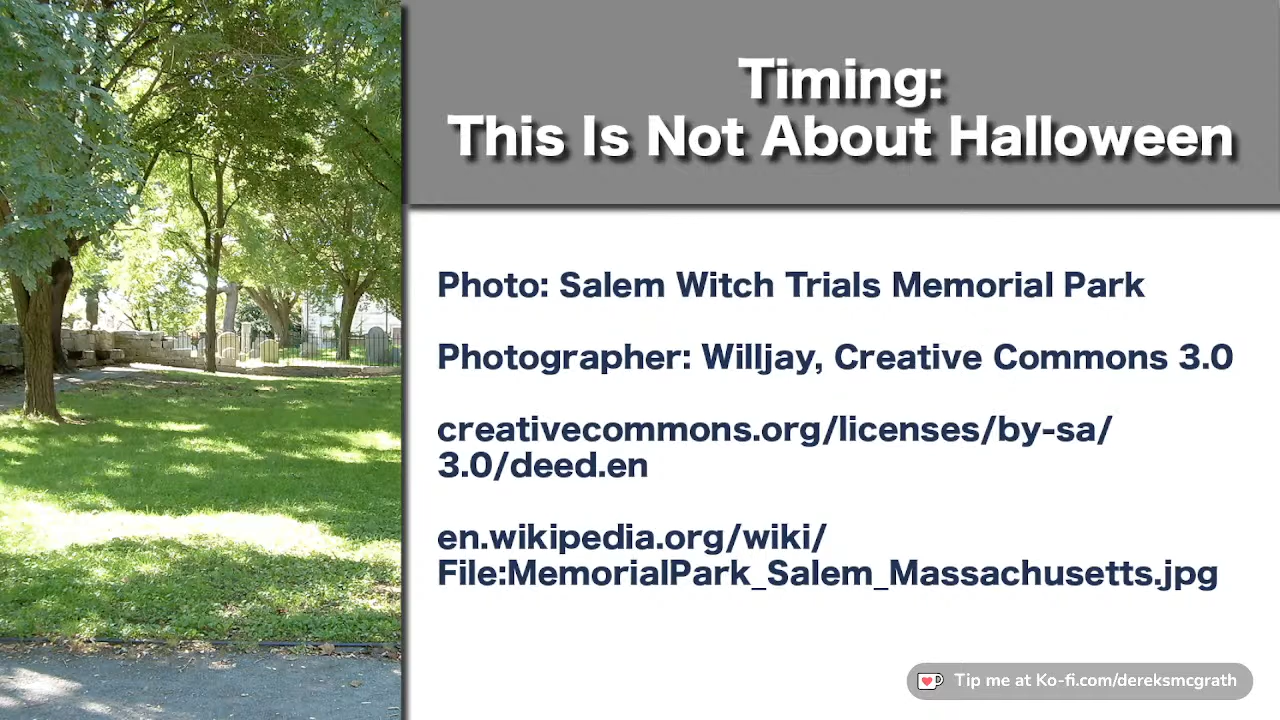 Timing:
This Is Not About Halloween
Photo: Salem Witch Trials Memorial Park
Photographer: Willjay, Creative Commons 3.0
creativecommons.org/licenses/by-sa/
3.0/deed.en
en.wikipedia.org/wiki/
File:MemorialPark_Salem_Massachusetts.jpg
Tip me at Ko-fi.com/dereksmcgrath